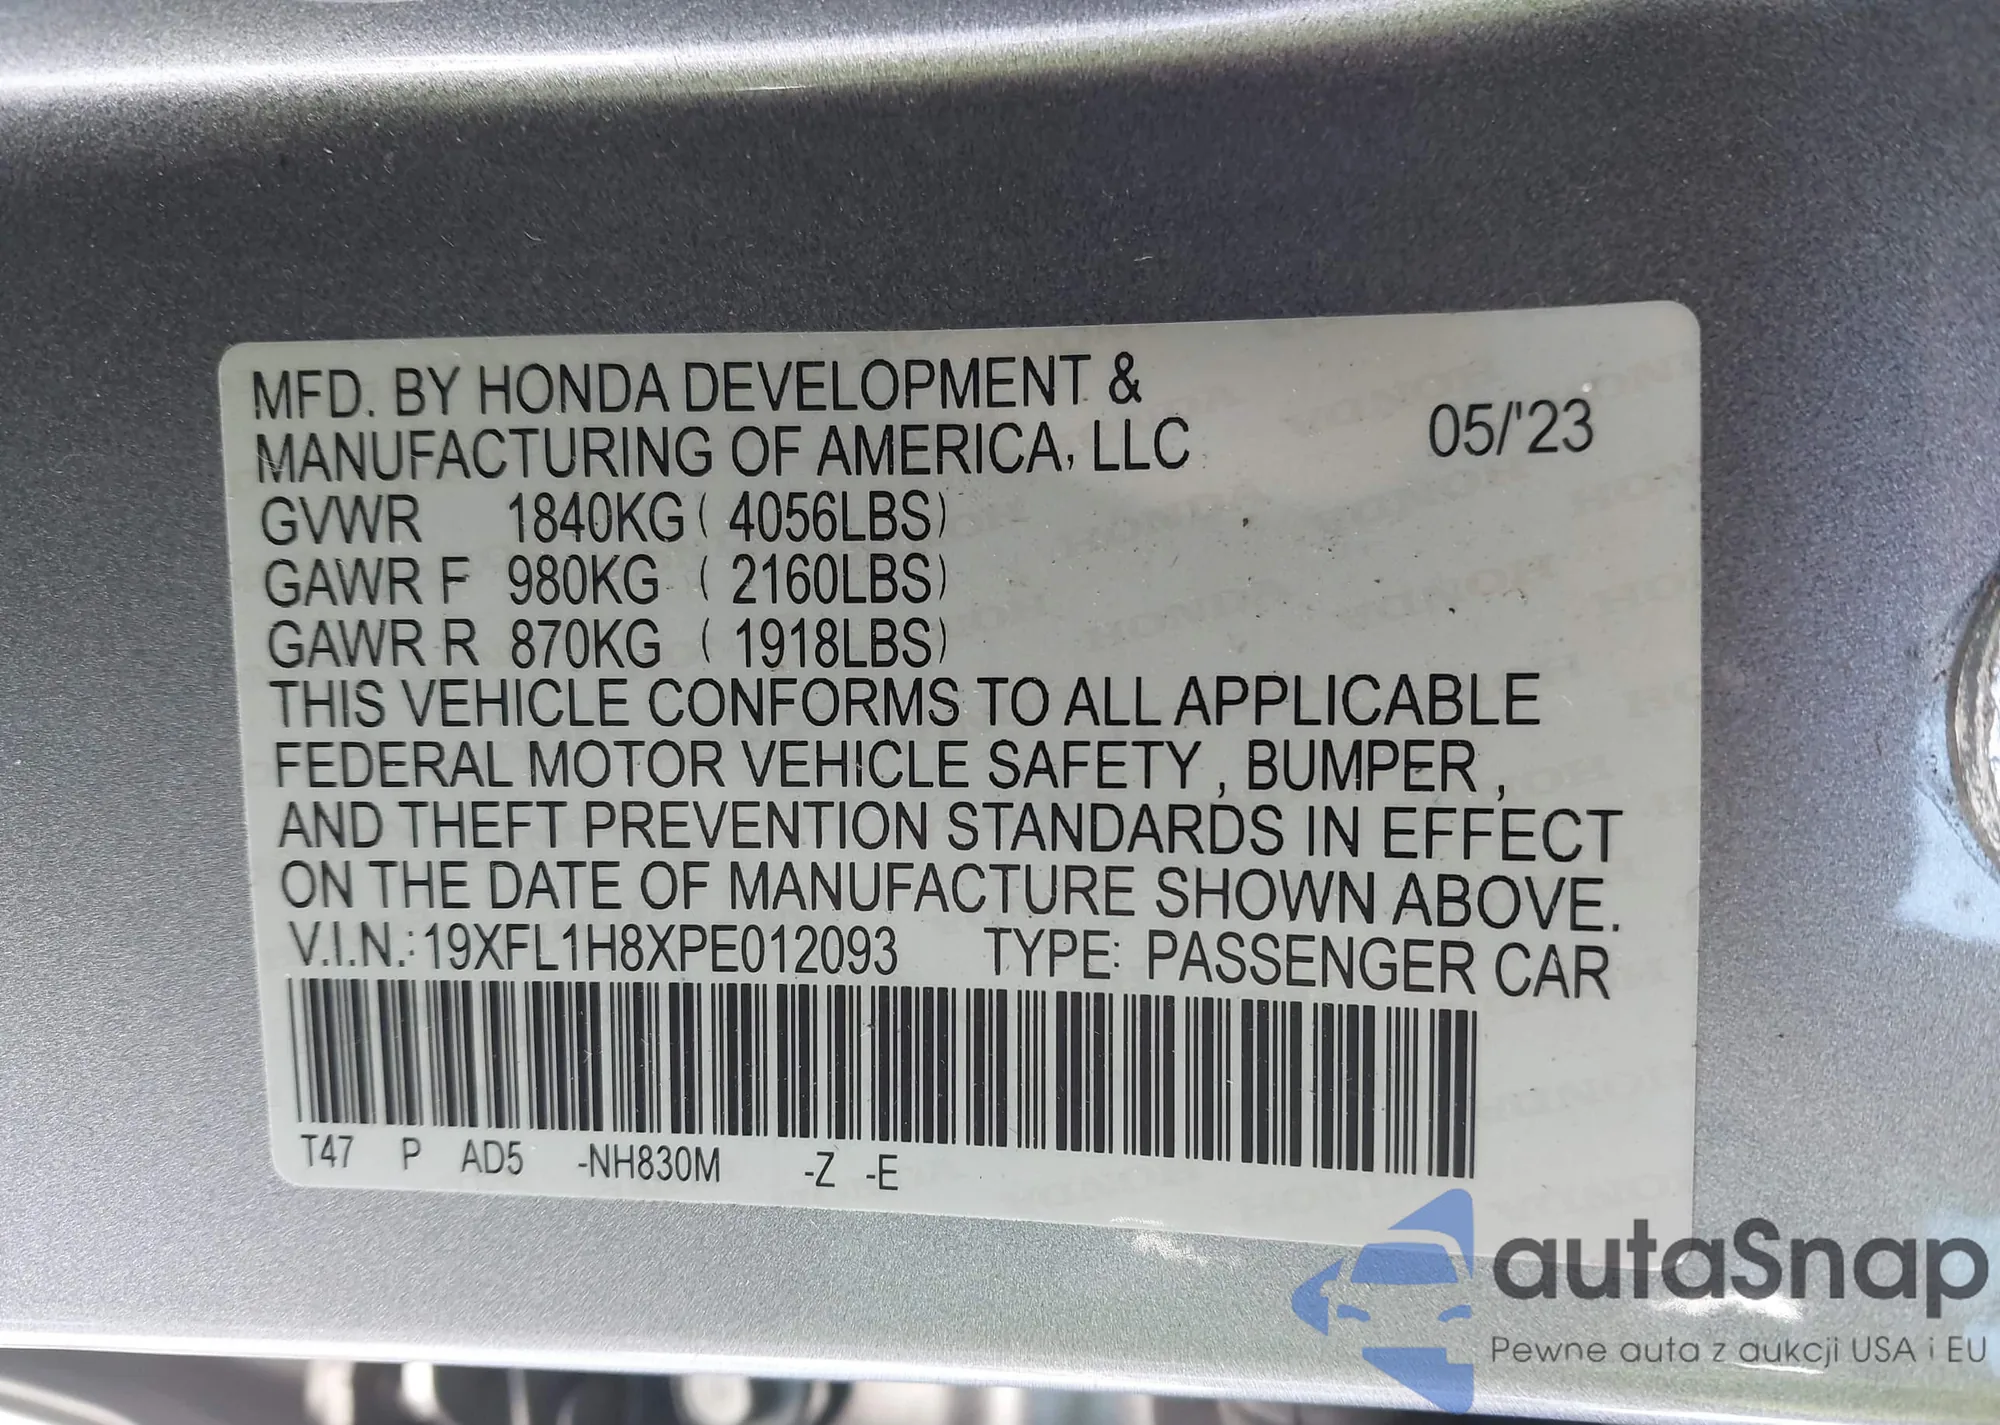 MFD. BY HONDA DEVELOPMENT &
MANUFACTURING OF AMERICA, LLC 05/'23
GVWR 1840KG ( 4056LBS)
GAWR F 980KG ( 2160LBS)
GAWR R 870KG ( 1918LBS)
THIS VEHICLE CONFORMS TO ALL APPLICABLE
FEDERAL MOTOR VEHICLE SAFETY , BUMPER ,
AND THEFT PREVENTION STANDARDS IN EFFECT
ON THE DATE OF MANUFACTURE SHOWN ABOVE.
V.I.N.: 19XFL1H8XPE012093 TYPE: PASSENGER CAR
T47 P AD5 -NH830M -Z -E
autaSnap
Pewne auta z aukcji USA i EU